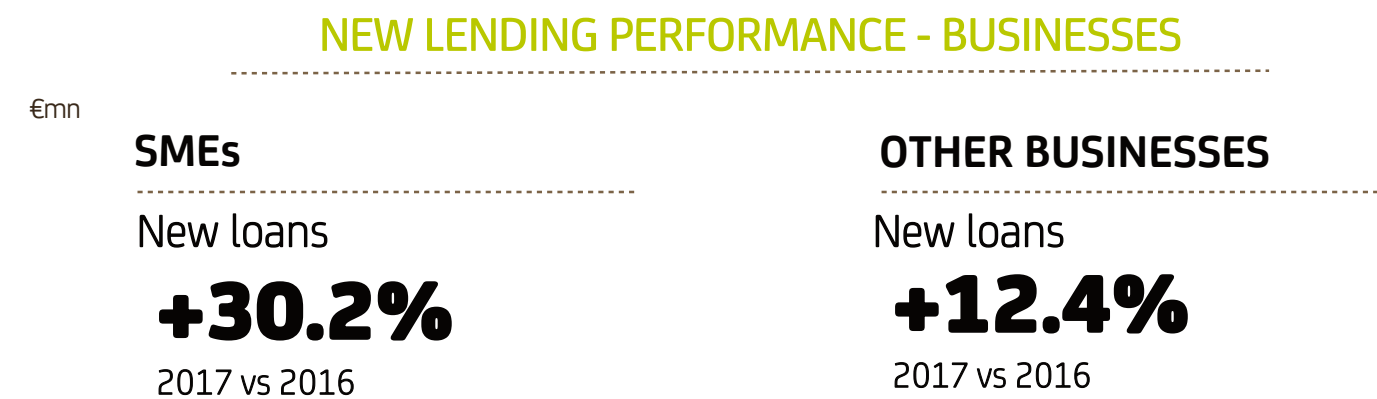 NEW LENDING PERFORMANCE - BUSINESSES
€mn
SMEs
New loans
+30.2%
2017 vs 2016
OTHER BUSINESSES
New loans
+12.4%
2017 vs 2016